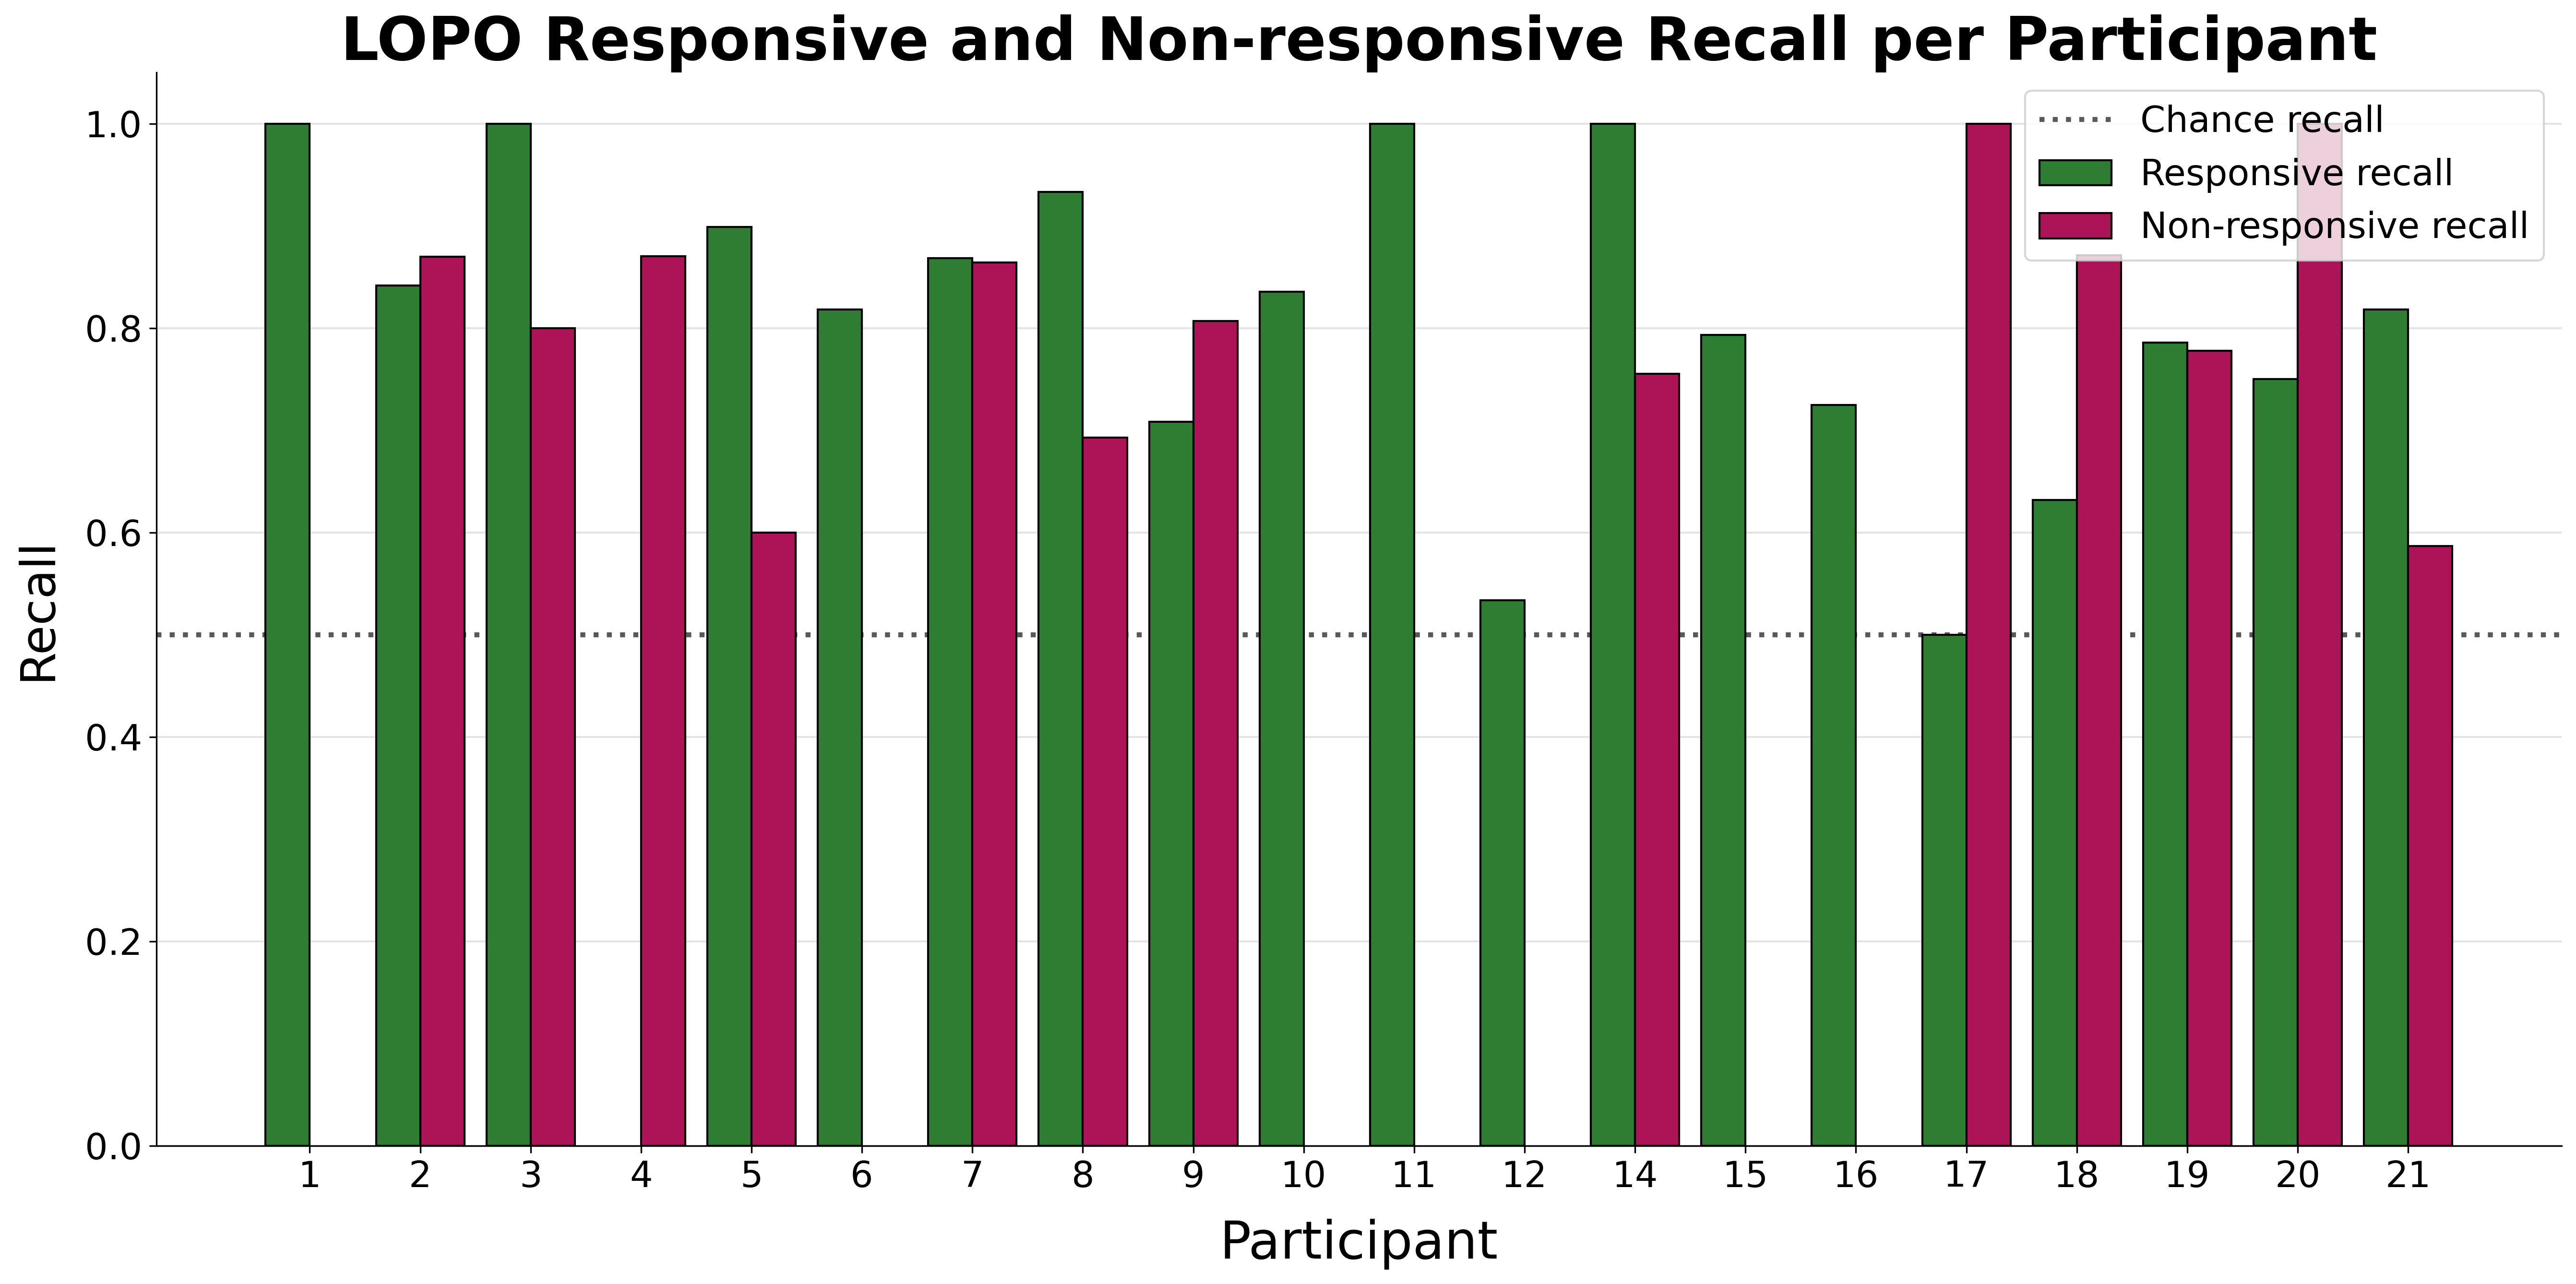 LOPO Responsive and Non-responsive Recall per Participant
Chance recall
Responsive recall
Non-responsive recall
Recall
1.0
0.8
0.6
0.4
0.2
0.0
1 2 3 4 5 6 7 8 9 10 11 12 14 15 16 17 18 19 20 21
Participant